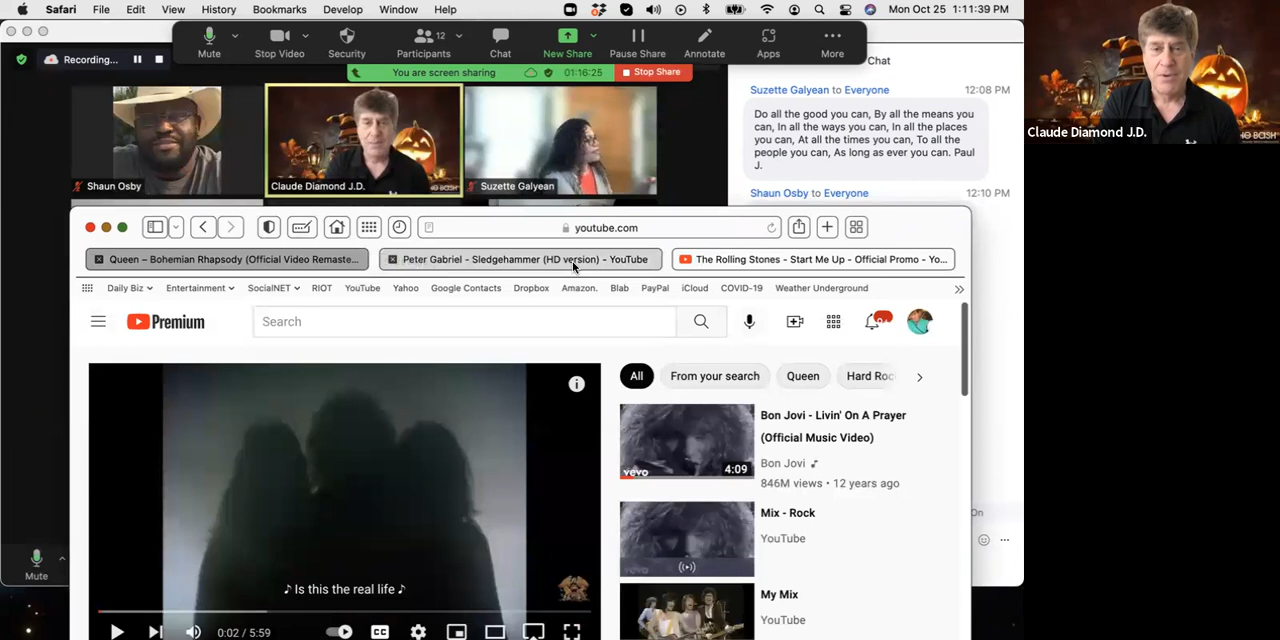 Safari File Edit View History Bookmarks Develop Window Help
Mon Oct 25 1:11:39 PM
Recording...
Mute
Stop Video
Security
12
Participants
Chat
New Share
Pause Share
Annotate
Apps
More
You are screen sharing
01:16:25
Stop Share
Chat
Suzette Galyean to Everyone 12:08 PM
Do all the good you can, By all the means you
can, In all the ways you can, In all the places
you can, At all the times you can, To all the
people you can, As long as ever you can. Paul
J.
Shaun Osby to Everyone 12:10 PM
Shaun Osby
Claude Diamond J.D.
Suzette Galyean
Claude Diamond J.D.
youtube.com
Queen – Bohemian Rhapsody (Official Video Remaste...
Peter Gabriel - Sledgehammer (HD version) - YouTube
The Rolling Stones - Start Me Up - Official Promo - Yo...
Daily Biz Entertainment SocialNET RIOT YouTube Yahoo Google Contacts Dropbox Amazon. Blab PayPal iCloud COVID-19 Weather Underground
Premium
Search
All
From your search
Queen
Bon Jovi - Livin' On A Prayer
(Official Music Video)
Bon Jovi
846M views • 12 years ago
vevo
4:09
Mix - Rock
YouTube
vevo
My Mix
YouTube
♪ Is this the real life ♪
0:02 / 5:59
CC
Mute